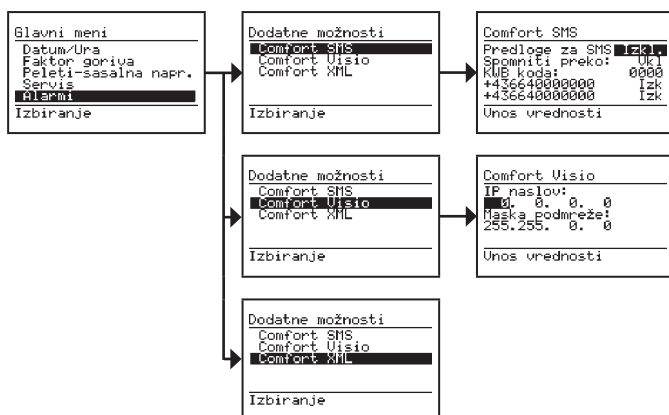 Glavni meni
Datum/Ura
Faktor goriva
Peleti-sasalna napr.
Servis
Alarmi
Izbiranje
Dodatne možnosti
Comfort SMS
Comfort Visio
Comfort XML
Izbiranje
Comfort SMS
Predloge za SMS Izkl.
Spomniti preko: Vkl
KWB koda: 0000
+436640000000 Izk
+436640000000 Izk
Vnos vrednosti
Dodatne možnosti
Comfort SMS
Comfort Visio
Comfort XML
Izbiranje
Comfort Visio
IP naslov:
0. 0. 0. 0
Maska podmreže:
255.255. 0. 0
Vnos vrednosti
Dodatne možnosti
Comfort SMS
Comfort Visio
Comfort XML
Izbiranje